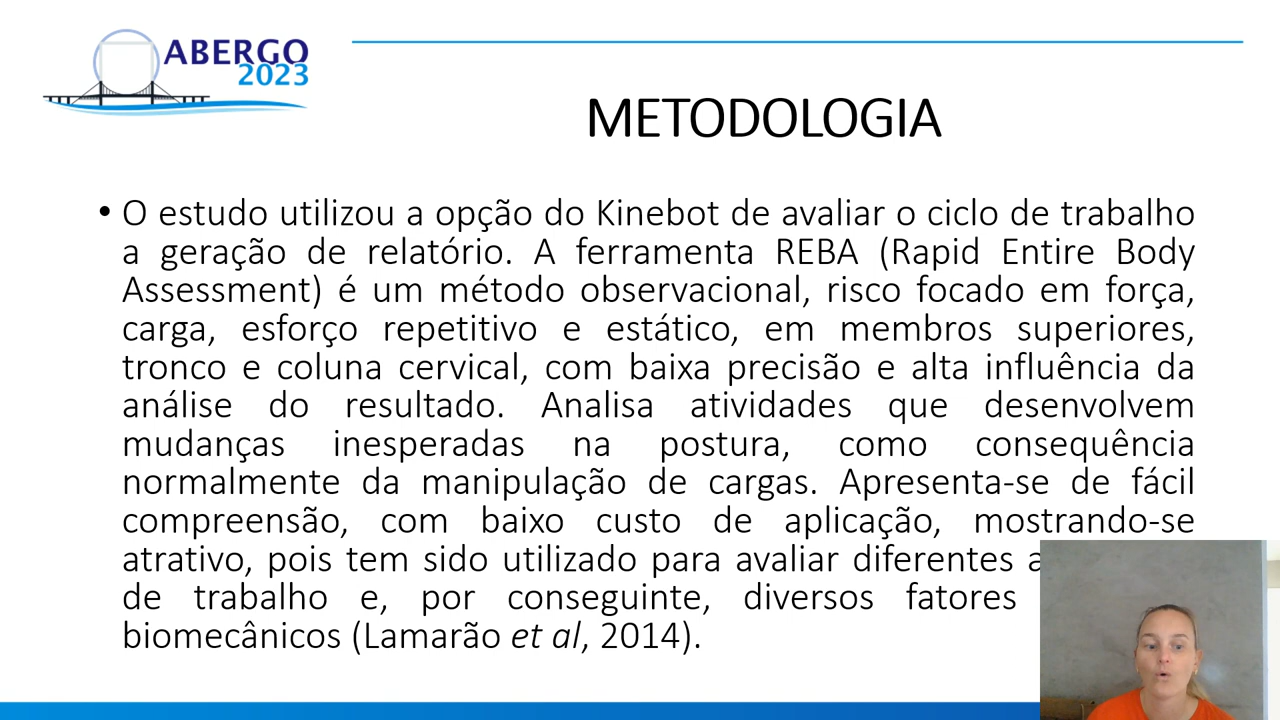 ABERGO
2023
METODOLOGIA
• O estudo utilizou a opção do Kinebot de avaliar o ciclo de trabalho
a geração de relatório. A ferramenta REBA (Rapid Entire Body
Assessment) é um método observacional, risco focado em força,
carga, esforço repetitivo e estático, em membros superiores,
tronco e coluna cervical, com baixa precisão e alta influência da
análise do resultado. Analisa atividades que desenvolvem
mudanças inesperadas na postura, como consequência
normalmente da manipulação de cargas. Apresenta-se de fácil
compreensão, com baixo custo de aplicação, mostrando-se
atrativo, pois tem sido utilizado para avaliar diferentes
de trabalho e, por conseguinte, diversos fatores
biomecânicos (Lamarão et al, 2014).